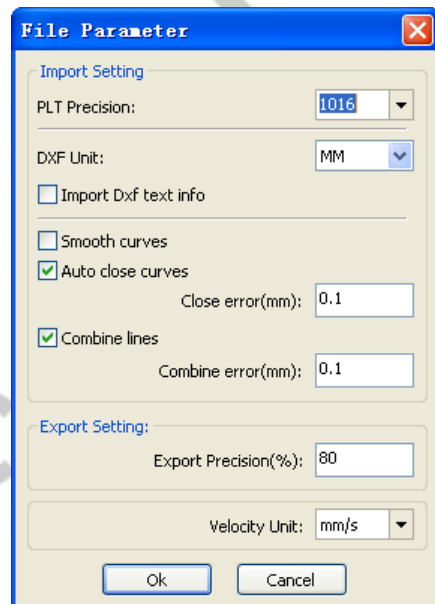 File Parameter
Import Setting
PLT Precision: 1016
DXF Unit: MM
Import Dxf text info
Smooth curves
Auto close curves
Close error(mm): 0.1
Combine lines
Combine error(mm): 0.1
Export Setting:
Export Precision(%): 80
Velocity Unit: mm/s
Ok Cancel